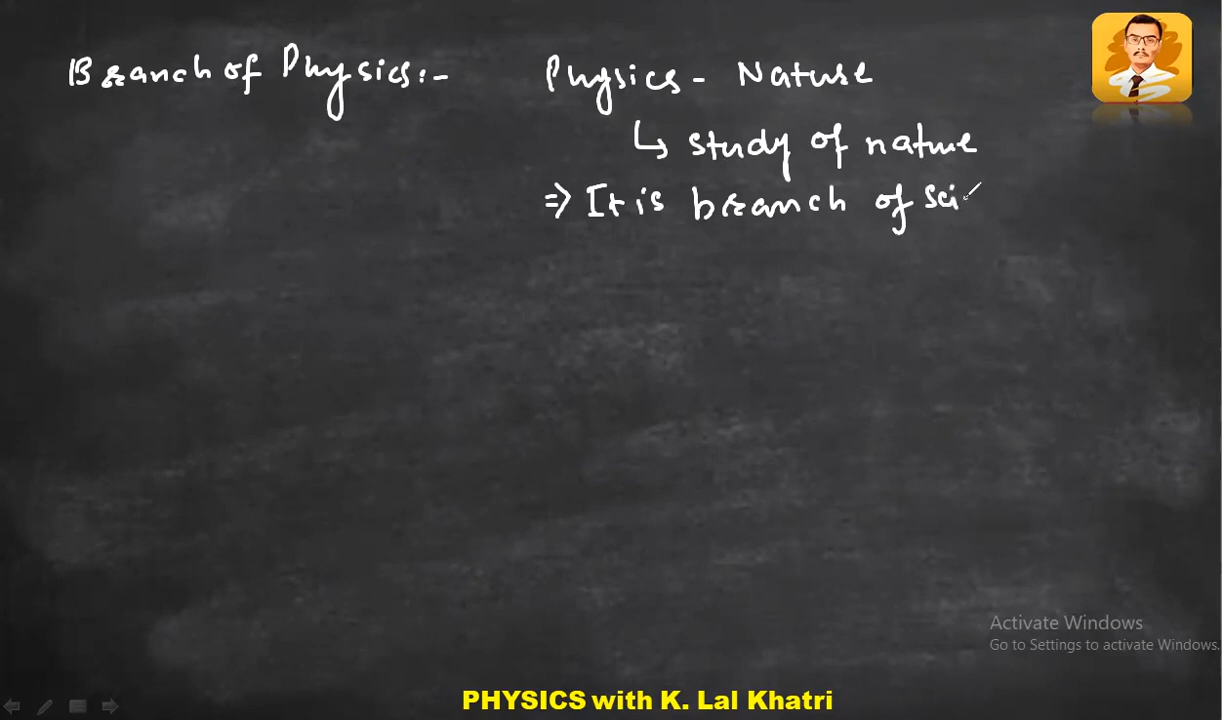 Branch of Physics:-
Physics - Nature
↳ study of nature
⇒ It is branch of sci
Activate Windows
Go to Settings to activate Windows.
PHYSICS with K. Lal Khatri